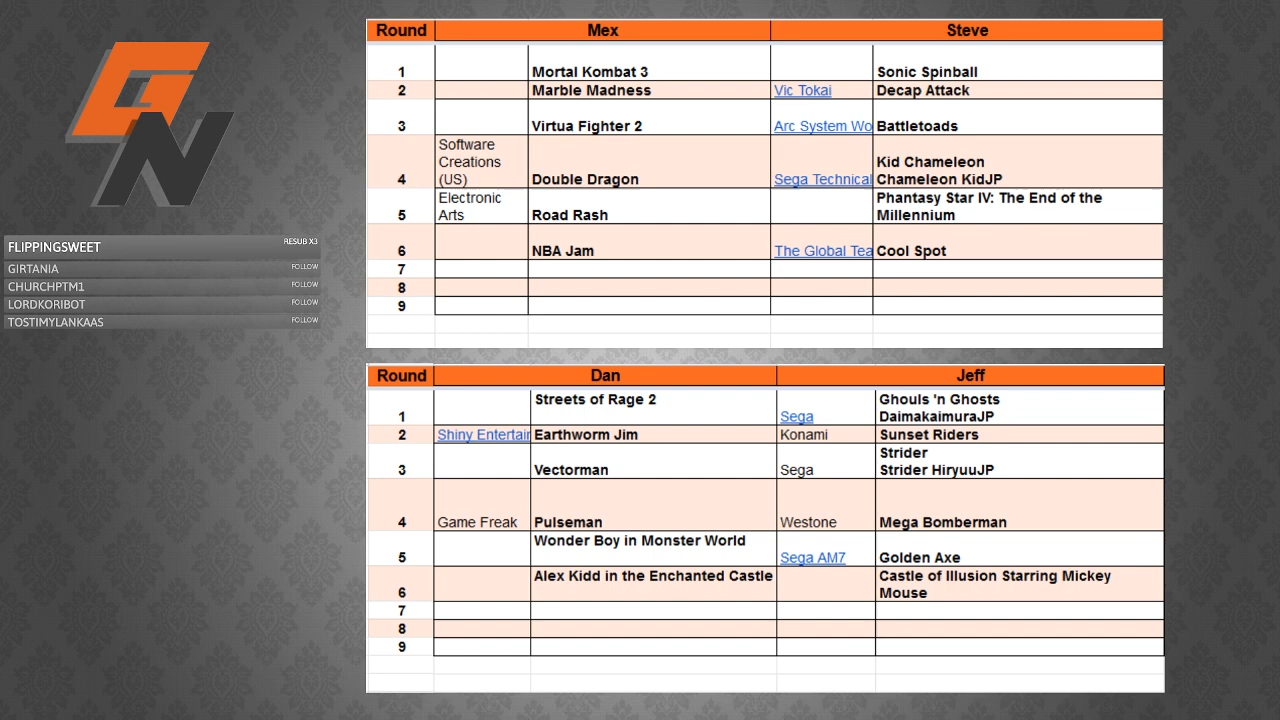 GN
FLIPPINGSWEET RESUB X3
GIRTANIA FOLLOW
CHURCHPTM1 FOLLOW
LORDKORIBOT FOLLOW
TOSTIMYLANKAAS FOLLOW
Round Mex Steve
1 Mortal Kombat 3 Sonic Spinball
2 Marble Madness Vic Tokai Decap Attack
3 Virtua Fighter 2 Arc System Wo Battletoads
Software
Creations Kid Chameleon
4 (US) Double Dragon Sega Technical Chameleon KidJP
Electronic Phantasy Star IV: The End of the
5 Arts Road Rash Millennium
6 NBA Jam The Global Tea Cool Spot
7
8
9
Round Dan Jeff
Streets of Rage 2 Ghouls 'n Ghosts
1 Sega DaimakaimuraJP
2 Shiny Entertain Earthworm Jim Konami Sunset Riders
Strider
3 Vectorman Sega Strider HiryuuJP
4 Game Freak Pulseman Westone Mega Bomberman
Wonder Boy in Monster World
5 Sega AM7 Golden Axe
Alex Kidd in the Enchanted Castle Castle of Illusion Starring Mickey
6 Mouse
7
8
9